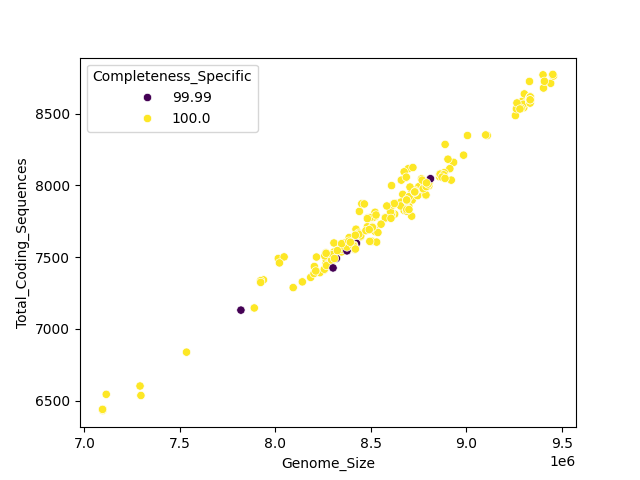 Completeness_Specific
99.99
100.0
8500
8000
7500
7000
6500
Total_Coding_Sequences
7.0 7.5 8.0 8.5 9.0 9.5
1e6
Genome_Size